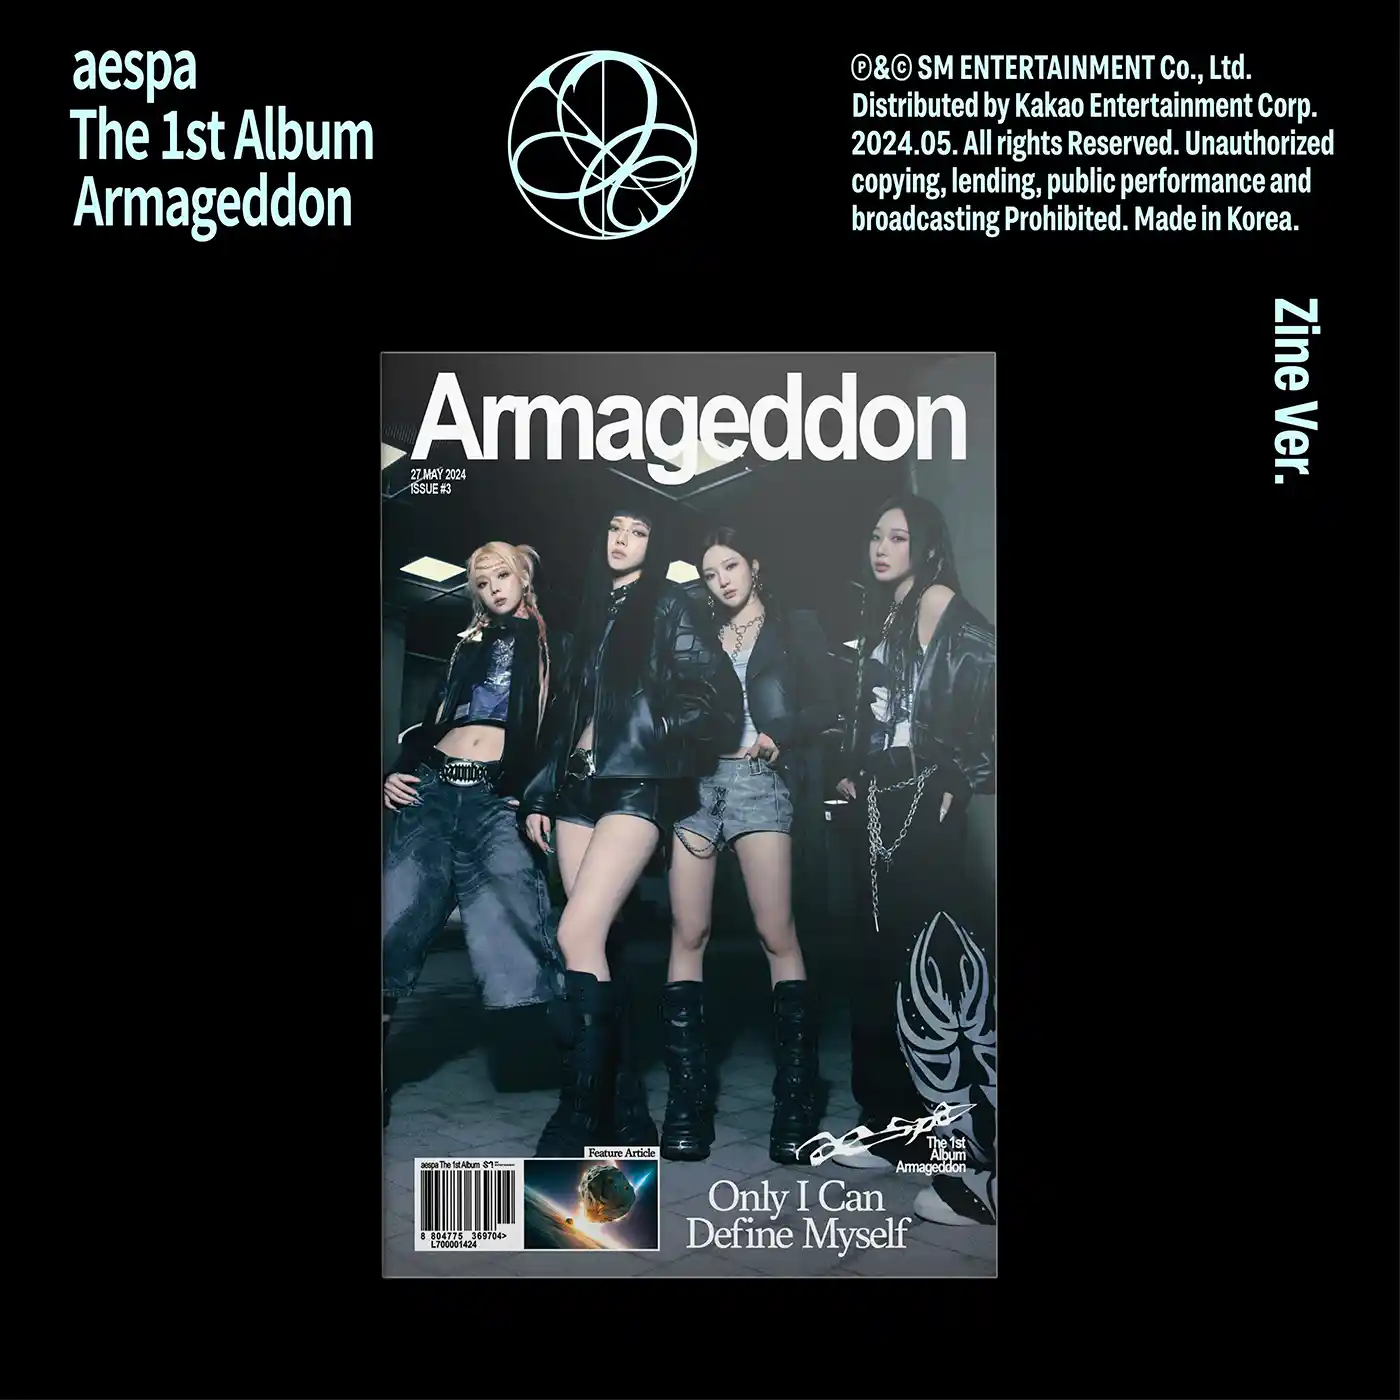 aespa
The 1st Album
Armageddon
Ⓟ&© SM ENTERTAINMENT Co., Ltd.
Distributed by Kakao Entertainment Corp.
2024.05. All rights Reserved. Unauthorized
copying, lending, public performance and
broadcasting Prohibited. Made in Korea.
Zine Ver.
Armageddon
27 MAY 2024
ISSUE #3
aespa
The 1st
Album
Armageddon
Feature Article
aespa The 1st Album
8 804775 369704>
L700001424
Only I Can
Define Myself